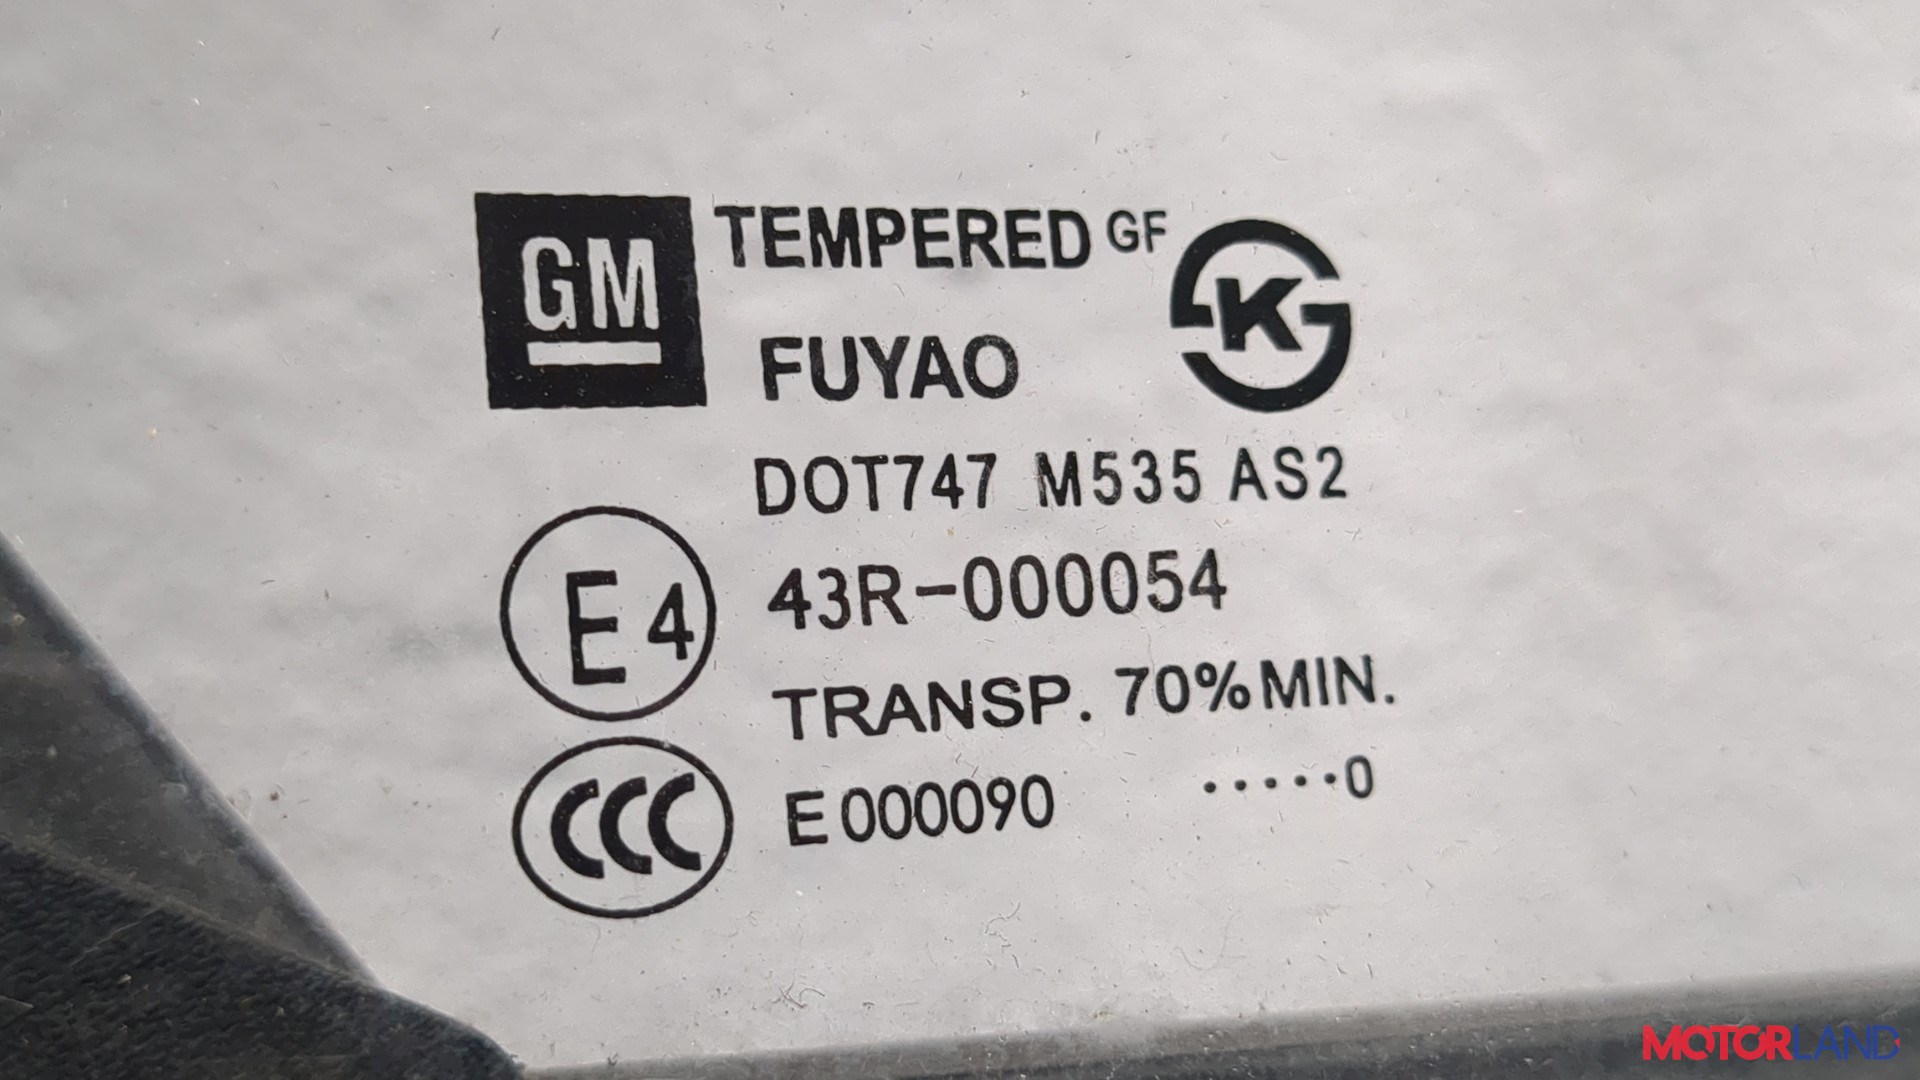 GM TEMPERED GF
FUYAO
K
DOT747 M535 AS2
E4 43R-000054
TRANSP. 70%MIN.
CCC E000090 .....0
MOTORLAND